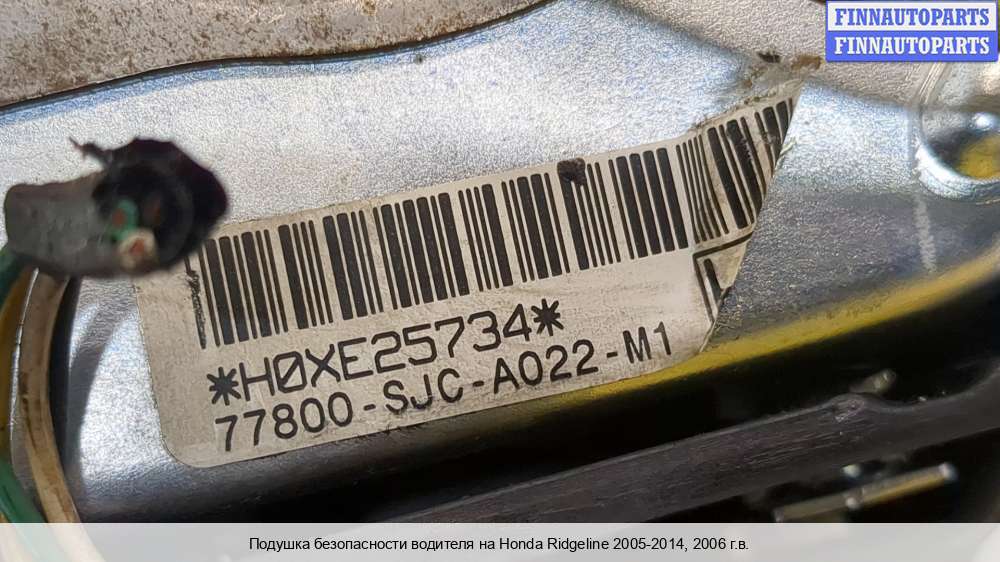 FINNAUTOPARTS
FINNAUTOPARTS
*H0XE25734*
77800-SJC-A022-M1
Подушка безопасности водителя на Honda Ridgeline 2005-2014, 2006 г.в.